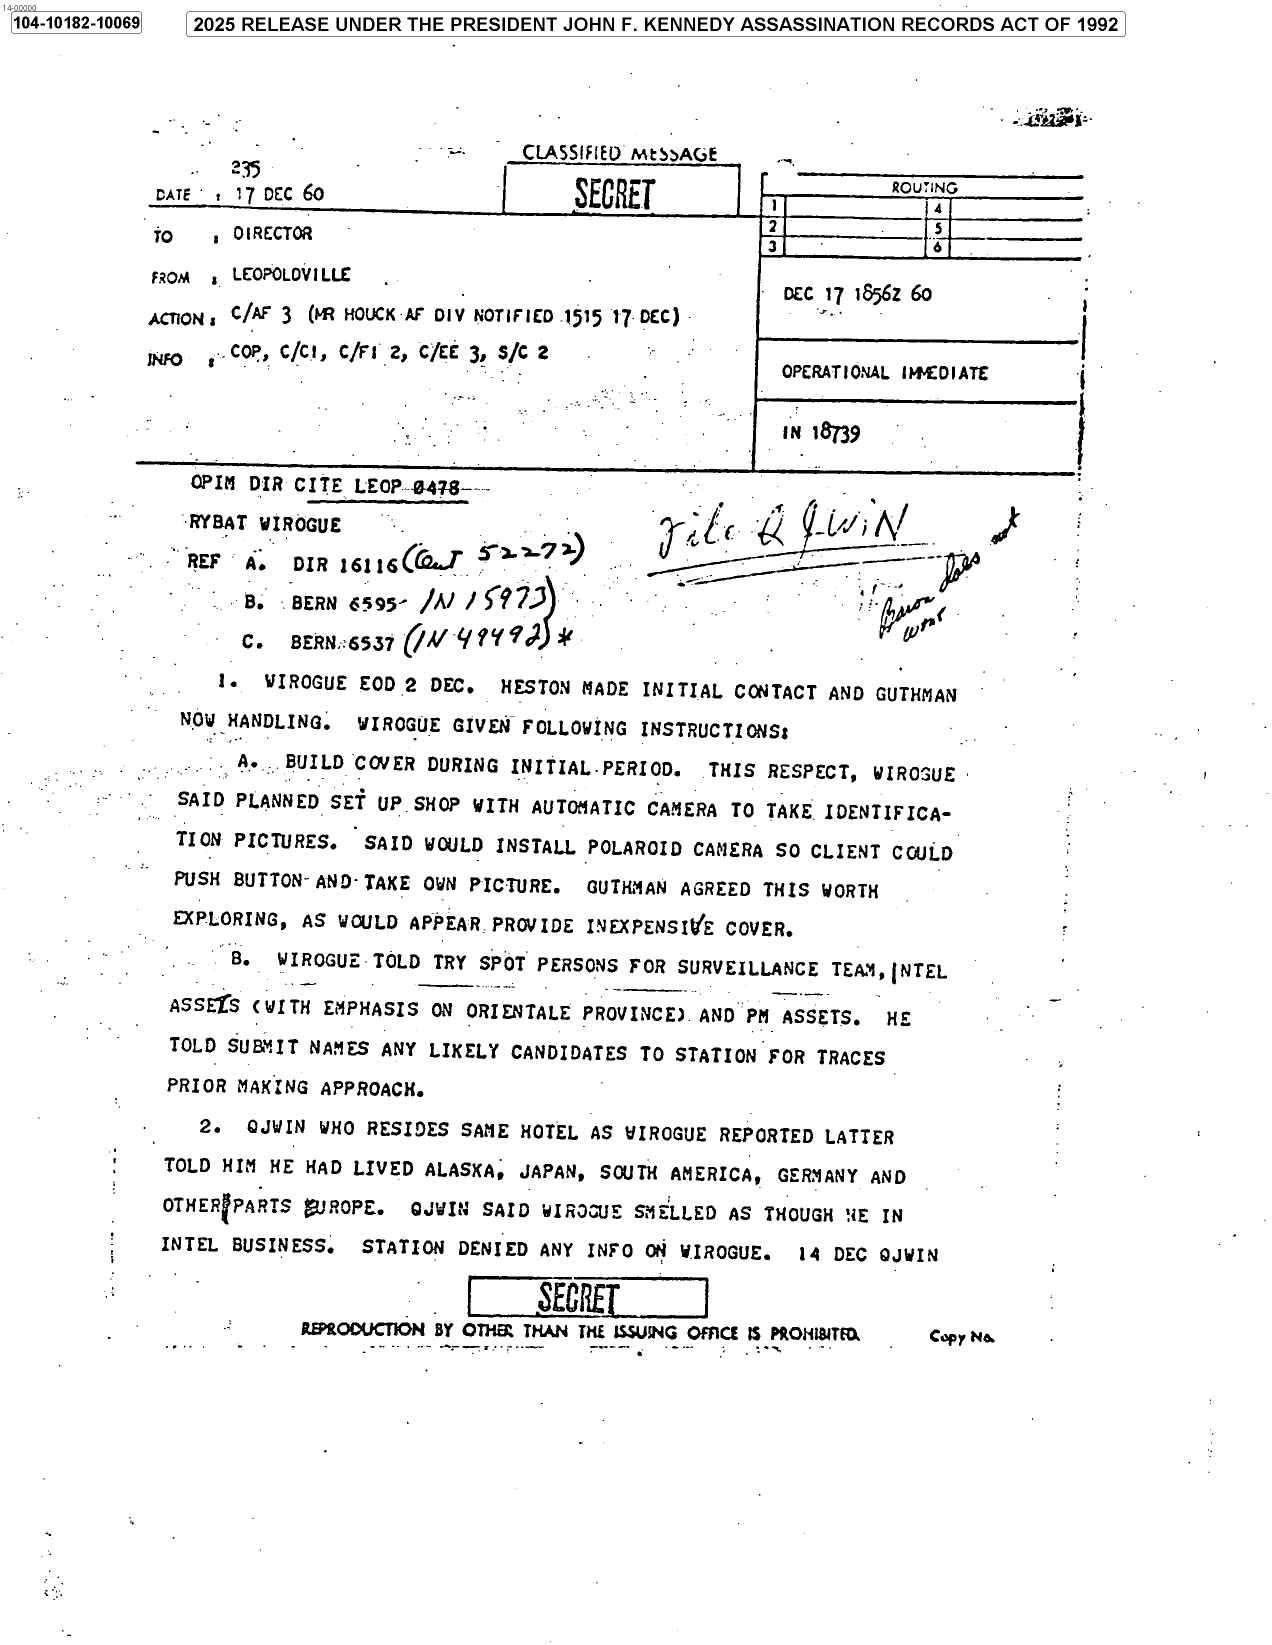 14-00000
104-10182-10069
2025 RELEASE UNDER THE PRESIDENT JOHN F. KENNEDY ASSASSINATION RECORDS ACT OF 1992
CLASSIFIED MESSAGE
235
DATE : 17 DEC 60
SECRET
ROUTING
1 4
2 5
3 6
TO : DIRECTOR
FROM : LEOPOLDVILLE
ACTION: C/AF 3 (MR HOUCK AF DIV NOTIFIED 1515 17 DEC)
INFO : COP, C/CI, C/FI 2, C/EE 3, S/C 2
DEC 17 1856Z 60
OPERATIONAL IMMEDIATE
IN 18739
OPIM DIR CITE LEOP 0478
RYBAT WIROGUE
File QJWIN
REF A. DIR 16116 (Out 52272)
B. BERN 6595- IN 15973)
C. BERN 6537 (IN 49492) *
does not
want
1. WIROGUE EOD 2 DEC. HESTON MADE INITIAL CONTACT AND GUTHMAN
NOW HANDLING. WIROGUE GIVEN FOLLOWING INSTRUCTIONS:
A. BUILD COVER DURING INITIAL PERIOD. THIS RESPECT, WIROGUE
SAID PLANNED SET UP SHOP WITH AUTOMATIC CAMERA TO TAKE IDENTIFICA-
TION PICTURES. SAID WOULD INSTALL POLAROID CAMERA SO CLIENT COULD
PUSH BUTTON AND TAKE OWN PICTURE. GUTHMAN AGREED THIS WORTH
EXPLORING, AS WOULD APPEAR PROVIDE INEXPENSIVE COVER.
B. WIROGUE TOLD TRY SPOT PERSONS FOR SURVEILLANCE TEAM, INTEL
ASSETS (WITH EMPHASIS ON ORIENTALE PROVINCE) AND PM ASSETS. HE
TOLD SUBMIT NAMES ANY LIKELY CANDIDATES TO STATION FOR TRACES
PRIOR MAKING APPROACH.
2. QJWIN WHO RESIDES SAME HOTEL AS WIROGUE REPORTED LATTER
TOLD HIM HE HAD LIVED ALASKA, JAPAN, SOUTH AMERICA, GERMANY AND
OTHER PARTS EUROPE. QJWIN SAID WIROGUE SMELLED AS THOUGH HE IN
INTEL BUSINESS. STATION DENIED ANY INFO ON WIROGUE. 14 DEC QJWIN
SECRET
REPRODUCTION BY OTHER THAN THE ISSUING OFFICE IS PROHIBITED.
Copy No.